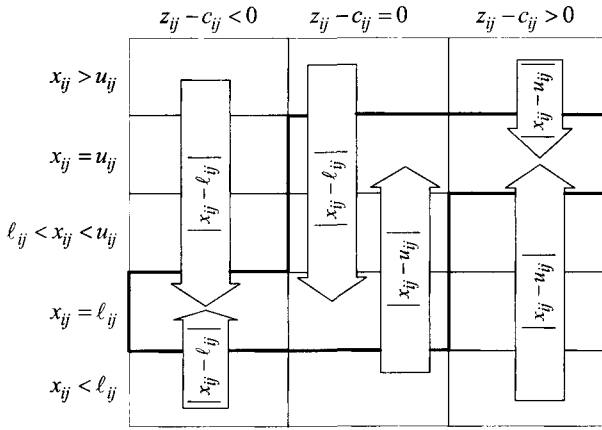 z_ij – c_ij < 0 z_ij – c_ij = 0 z_ij – c_ij > 0
x_ij > u_ij
x_ij = u_ij
ℓ_ij < x_ij < u_ij
x_ij = ℓ_ij
x_ij < ℓ_ij
|x_ij – ℓ_ij|
|x_ij – ℓ_ij|
|x_ij – ℓ_ij|
|x_ij – u_ij|
|x_ij – u_ij|
|x_ij – u_ij|